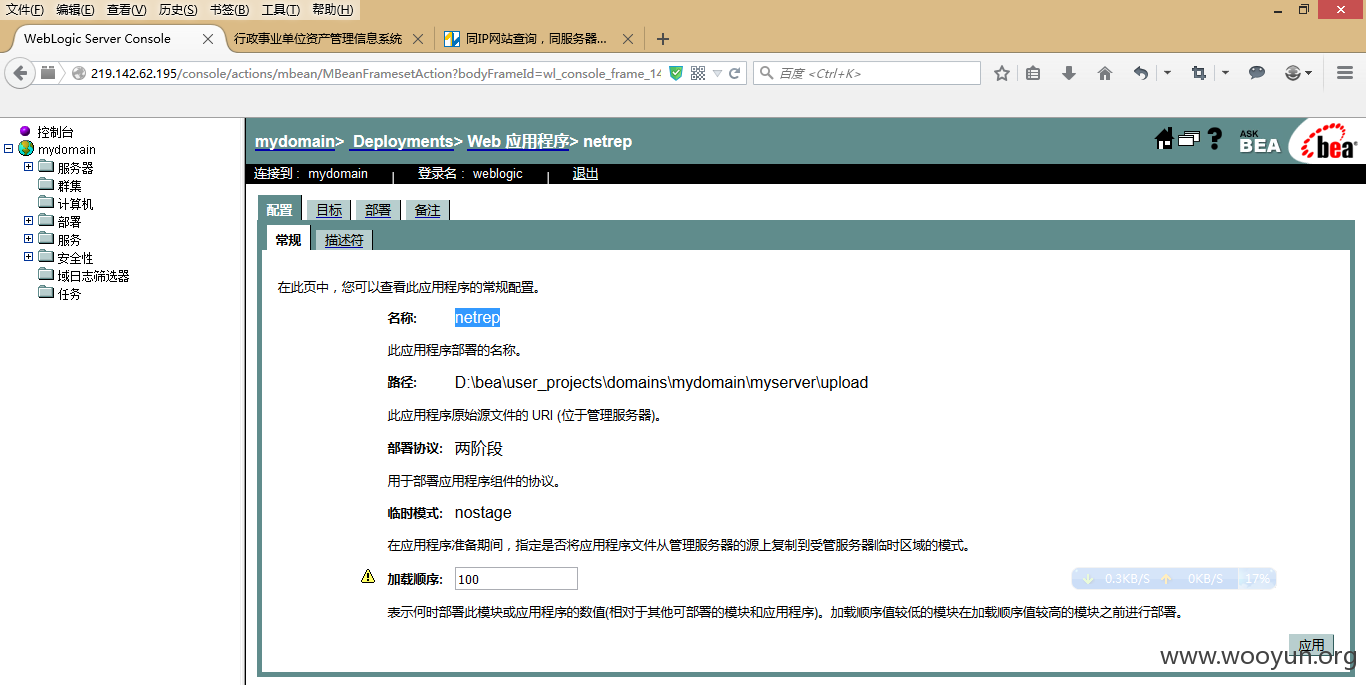 文件(F) 编辑(E) 查看(V) 历史(S) 书签(B) 工具(T) 帮助(H)
WebLogic Server Console 行政事业单位资产管理信息系统 同IP网站查询，同服务器...
219.142.62.195/console/actions/mbean/MBeanFramesetAction?bodyFrameId=wl_console_frame_14 百度 <Ctrl+K>
控制台
mydomain
服务器
群集
计算机
部署
服务
安全性
域日志筛选器
任务
mydomain> Deployments> Web 应用程序> netrep
ASK
BEA
bea
连接到 : mydomain | 登录名 : weblogic | 退出
配置 目标 部署 备注
常规 描述符
在此页中，您可以查看此应用程序的常规配置。
名称: netrep
此应用程序部署的名称。
路径: D:\bea\user_projects\domains\mydomain\myserver\upload
此应用程序原始源文件的 URI (位于管理服务器)。
部署协议: 两阶段
用于部署应用程序组件的协议。
临时模式: nostage
在应用程序准备期间，指定是否将应用程序文件从管理服务器的源上复制到受管服务器临时区域的模式。
加载顺序: 100
0.3KB/S 0KB/S 17%
表示何时部署此模块或应用程序的数值(相对于其他可部署的模块和应用程序)。加载顺序值较低的模块在加载顺序值较高的模块之前进行部署。
应用
www.wooyun.org